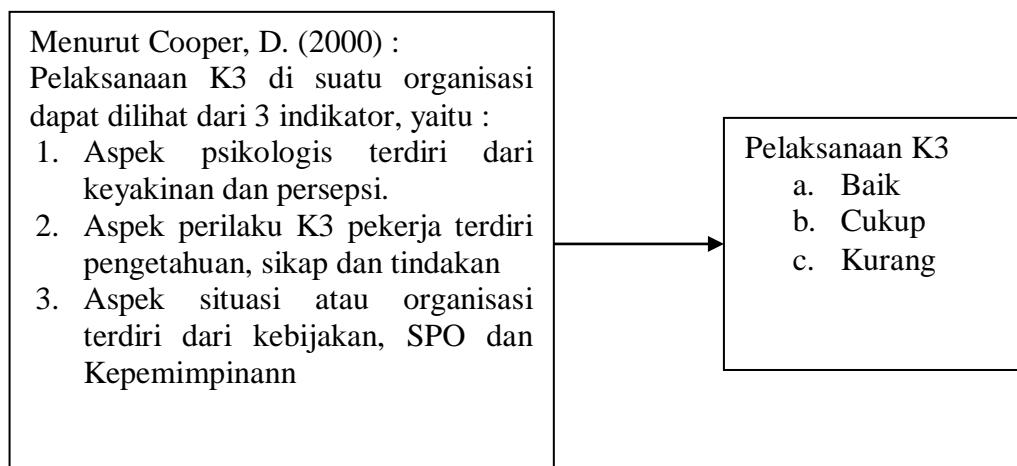 Menurut Cooper, D. (2000) :
Pelaksanaan K3 di suatu organisasi
dapat dilihat dari 3 indikator, yaitu :
1. Aspek psikologis terdiri dari
keyakinan dan persepsi.
2. Aspek perilaku K3 pekerja terdiri
pengetahuan, sikap dan tindakan
3. Aspek situasi atau organisasi
terdiri dari kebijakan, SPO dan
Kepemimpinann
Pelaksanaan K3
a. Baik
b. Cukup
c. Kurang